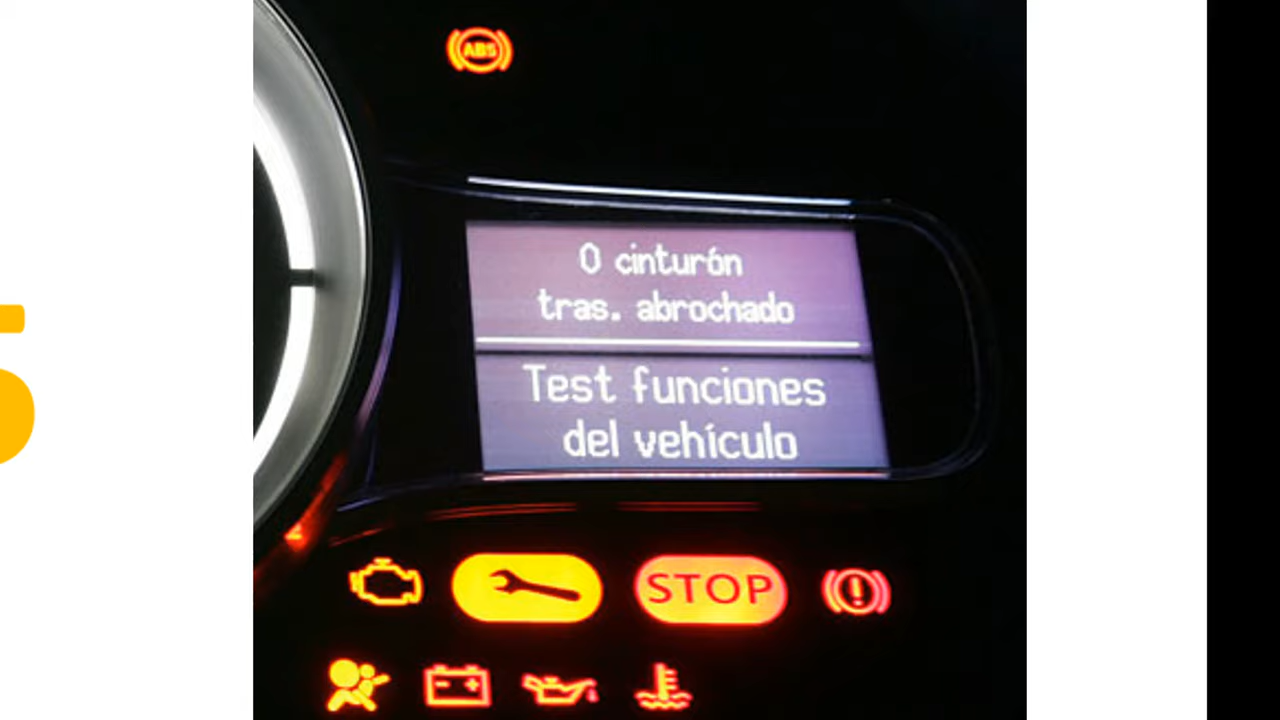 ABS
0 cinturón
tras. abrochado
Test funciones
del vehículo
STOP